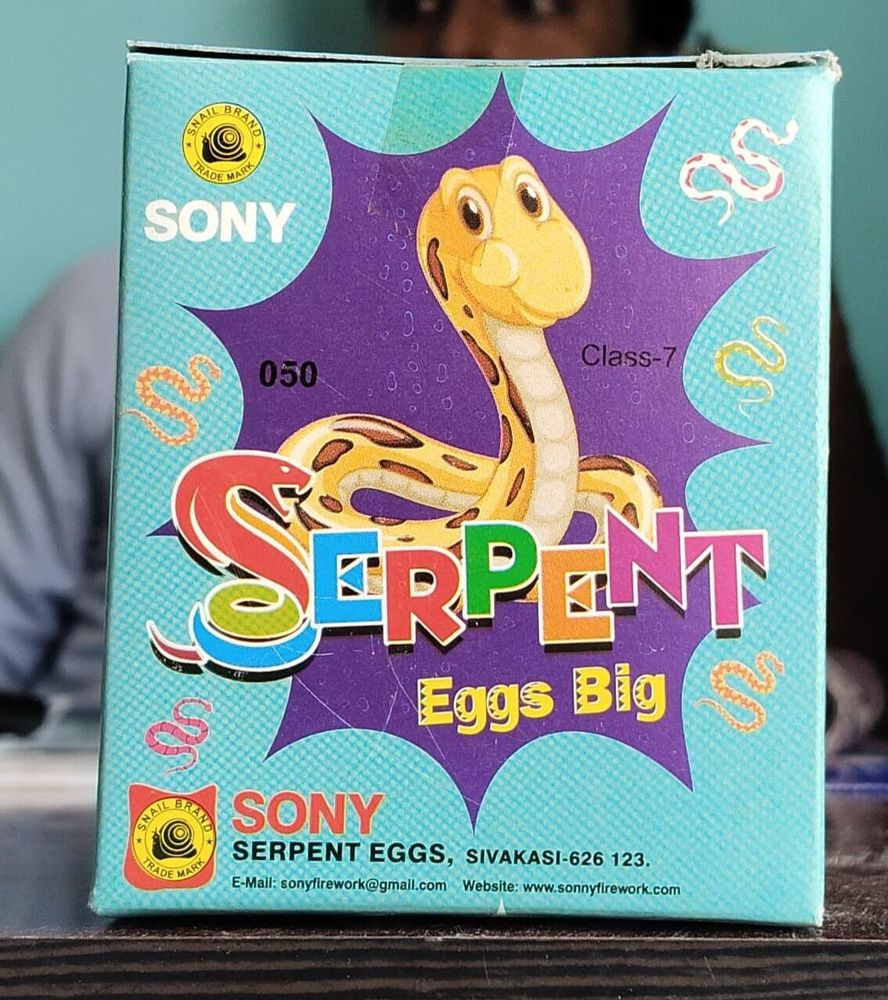 SNAIL BRAND
TRADE MARK
SONY
050
Class-7
SERPENT
Eggs Big
SNAIL BRAND
TRADE MARK
SONY
SERPENT EGGS, SIVAKASI-626 123.
E-Mail: sonyfirework@gmail.com Website: www.sonnyfirework.com